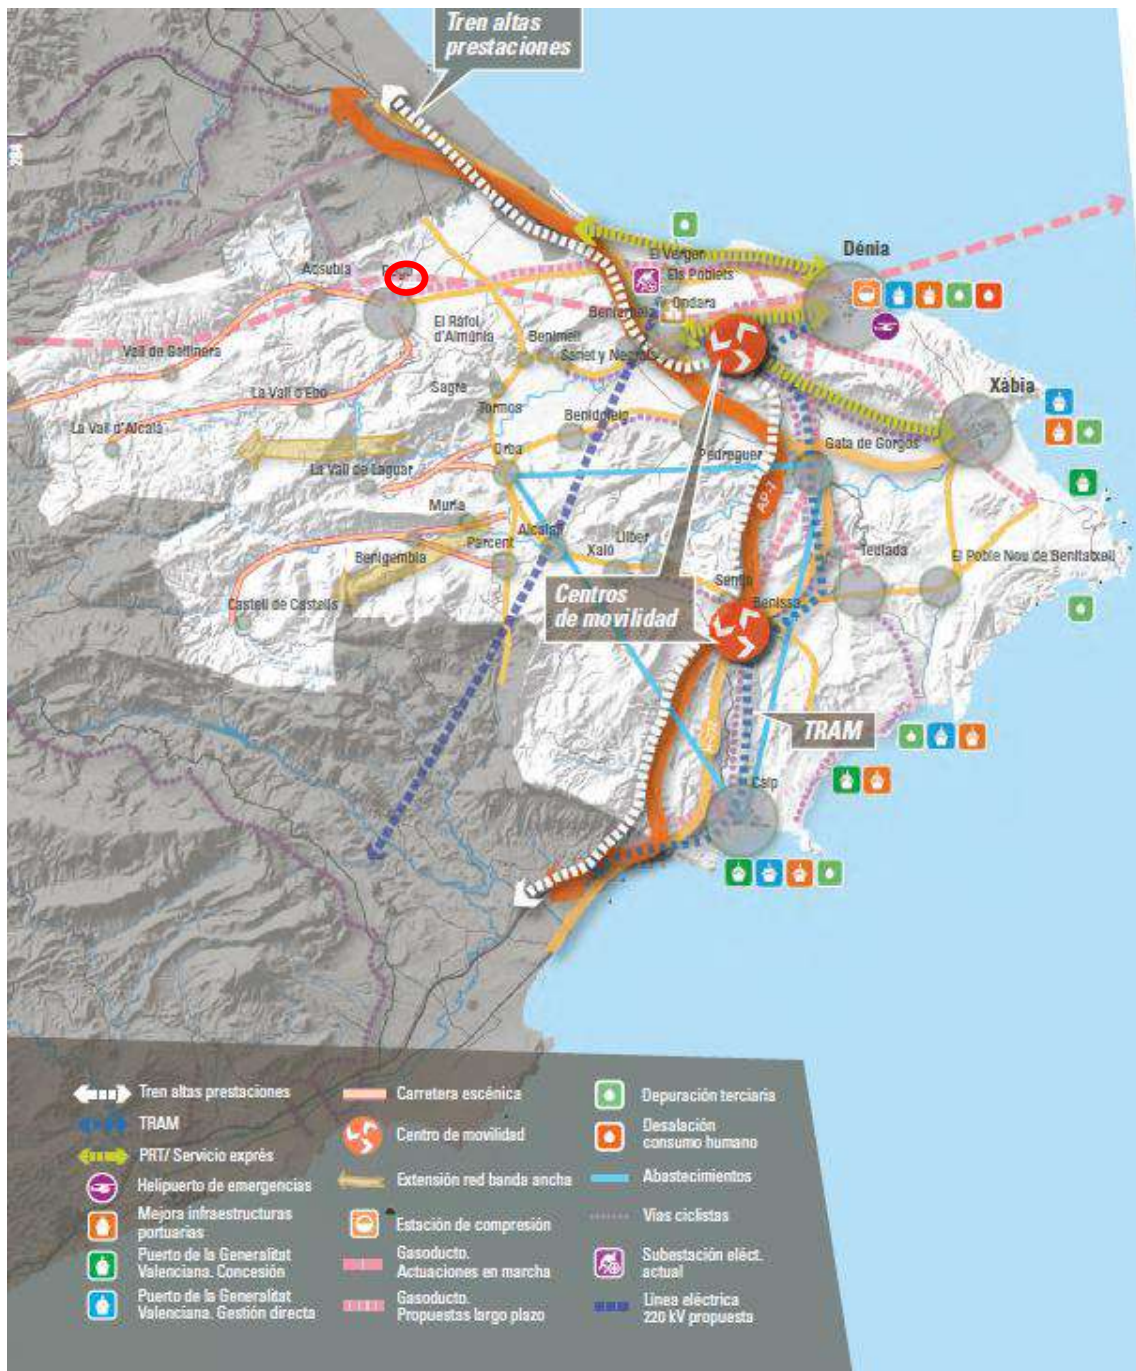 Tren altas
prestaciones
284
Dénia
El Verger
Els Poblets
Adsubia
Pego
Ondara
Beniarbeig
El Ràfol
d'Almúnia
Benimeli
Sanet y Negrals
Vall de Gallinera
Sagra
Xàbia
La Vall d'Ebo
Tormos
Benidoleig
La Vall d'Alcalà
Orba
Pedreguer
Gata de Gorgos
La Vall de Laguar
AP-7
Murla
Alcalalí
Parcent
Llíber
Xaló
Benigembla
Teulada
El Poble Nou de Benitatxell
Senija
Castell de Castells
Centros
de movilidad
Benissa
TRAM
Calp
Tren altas prestaciones
TRAM
PRT/ Servicio exprés
Helipuerto de emergencias
Mejora infraestructuras
portuarias
Puerto de la Generalitat
Valenciana. Concesión
Puerto de la Generalitat
Valenciana. Gestión directa
Carretera escénica
Centro de movilidad
Extensión red banda ancha
Estación de compresión
Gasoducto.
Actuaciones en marcha
Gasoducto.
Propuestas largo plazo
Depuración terciaria
Desalación
consumo humano
Abastecimientos
Vías ciclistas
Subestación eléct.
actual
Línea eléctrica
220 kV propuesta